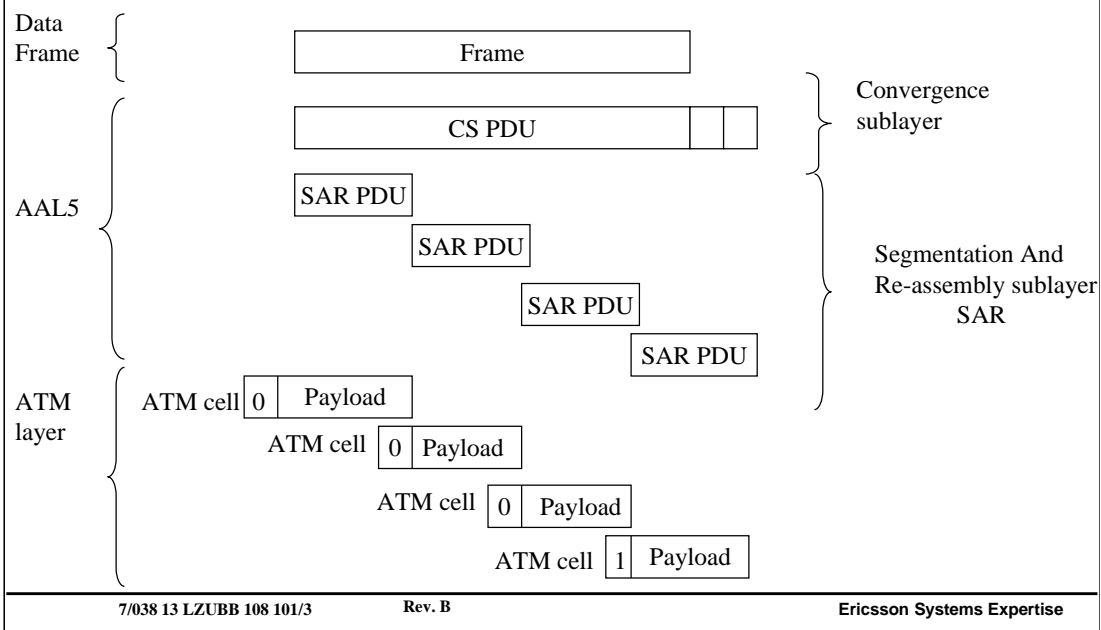 Data
Frame
Frame
Convergence
sublayer
CS PDU
AAL5
SAR PDU
SAR PDU
Segmentation And
Re-assembly sublayer
SAR
SAR PDU
SAR PDU
ATM
layer
ATM cell 0 Payload
ATM cell 0 Payload
ATM cell 0 Payload
ATM cell 1 Payload
7/038 13 LZUBB 108 101/3 Rev. B Ericsson Systems Expertise